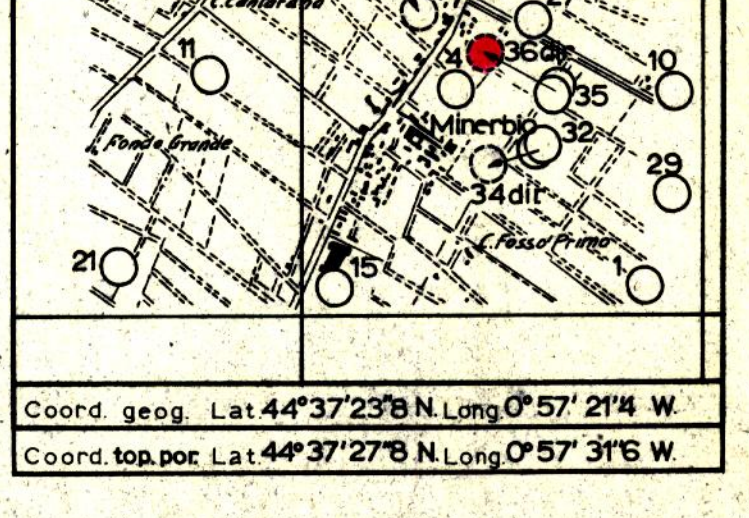 C. Cantarana
2
11
4
36dir
35
10
Minerbio
32
Fondo Grande
29
34dir
C. Fosso Primo
21
15
1
Coord. geog. Lat. 44°37'23"8 N. Long. 0°57' 21"4 W.
Coord. top. por. Lat. 44°37'27"8 N. Long. 0°57' 31"6 W.